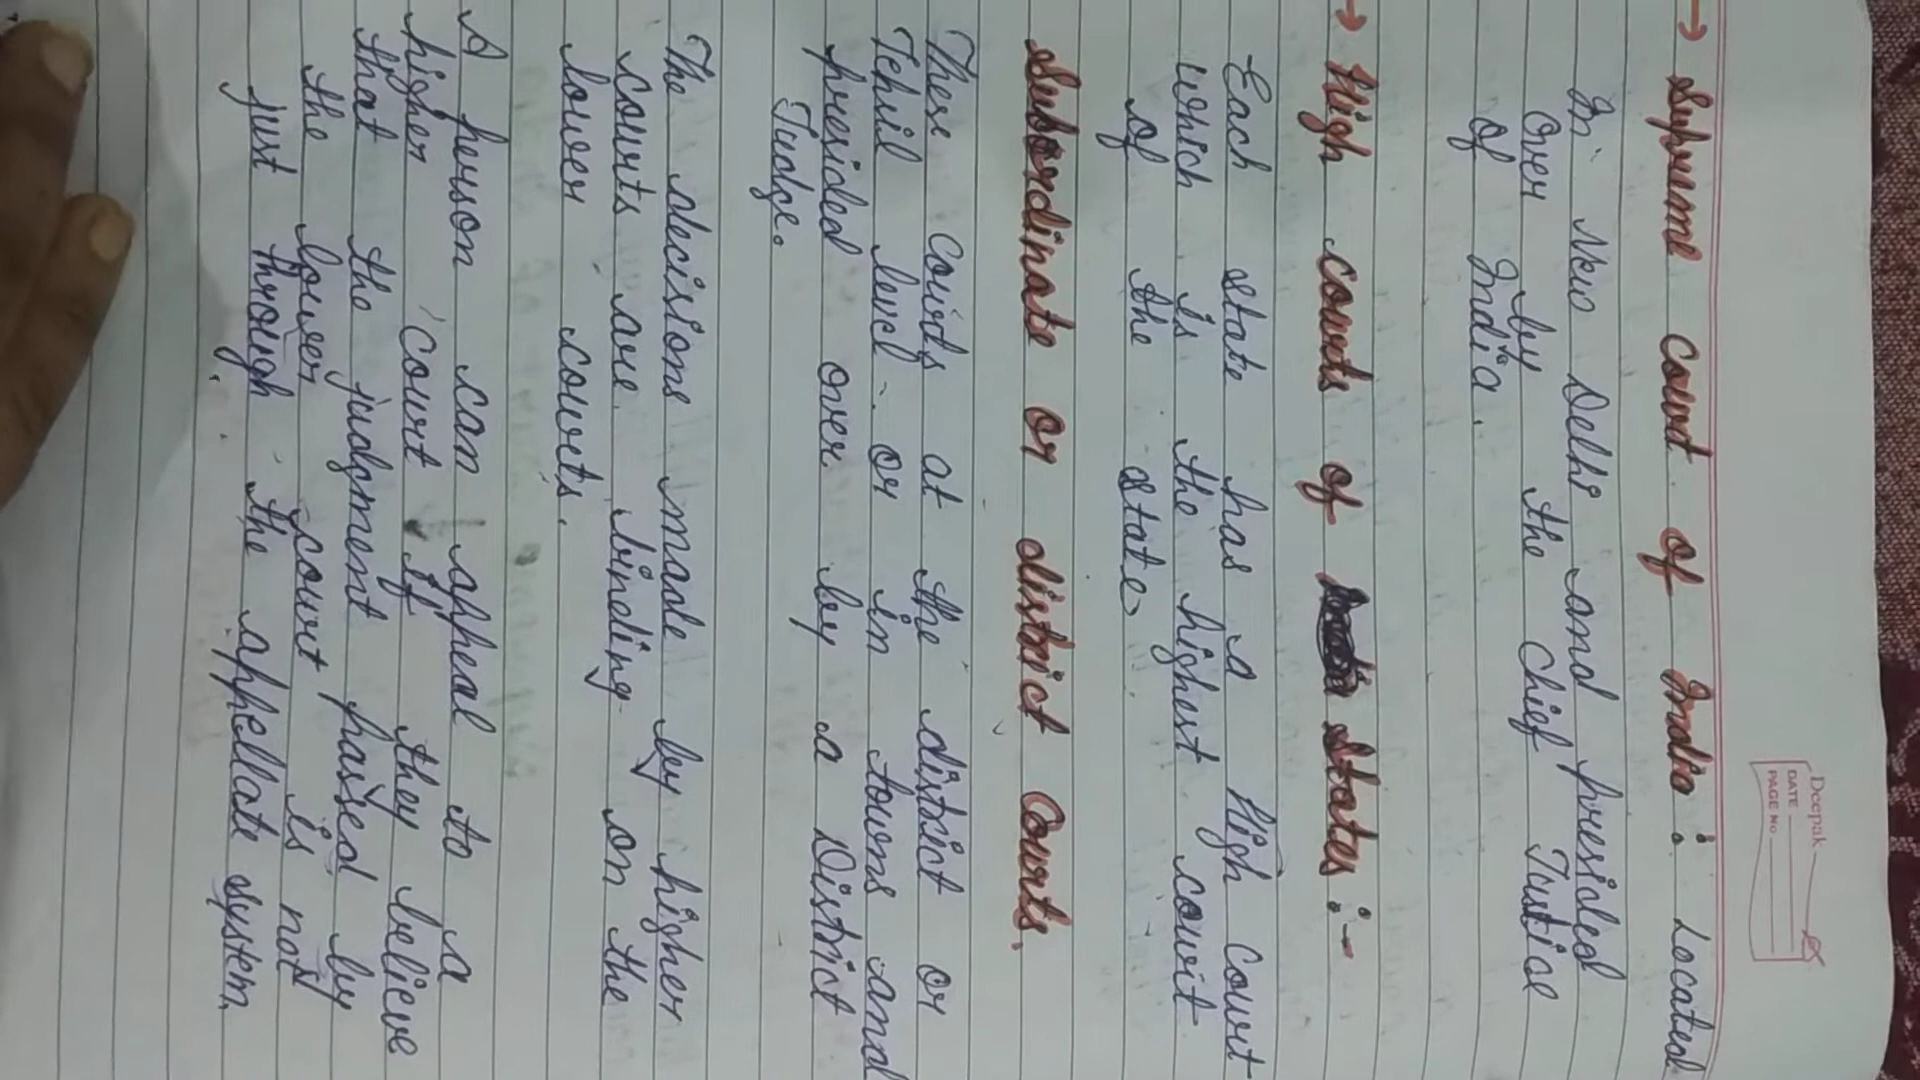 Deepak
DATE
PAGE NO.
→ Supreme Court of India : Located
In New Delhi and presided
over by the Chief Justice
of India.
→ High courts of states :-
Each state has a High Court
which is the highest court
of the state
Subordinate or district Courts.
These Courts at the district or
Tehsil level or in towns and
presided over by a District
Judge.
The decisions made by higher
courts are binding on the
lower courts.
A person can appeal to a
higher court if they believe
that the judgment passed by
the lower court is not
just through the appellate system.